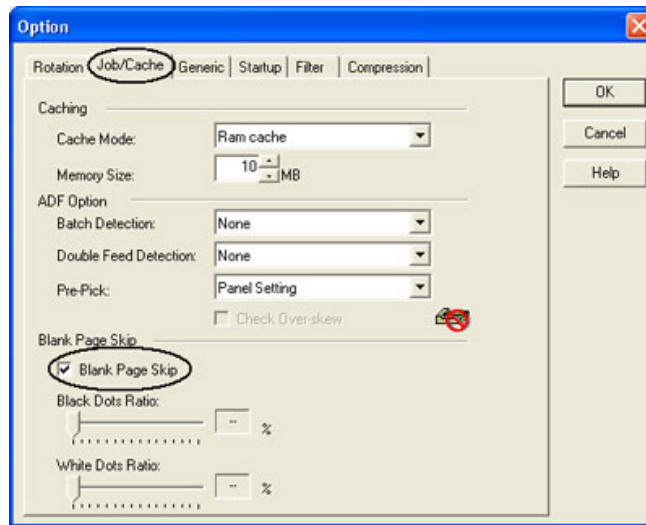 Option
Rotation Job/Cache Generic Startup Filter Compression
OK
Cancel
Help
Caching
Cache Mode: Ram cache
Memory Size: 10 MB
ADF Option
Batch Detection: None
Double Feed Detection: None
Pre-Pick: Panel Setting
Check Over-skew
Blank Page Skip
Blank Page Skip
Black Dots Ratio:
-- %
White Dots Ratio:
-- %